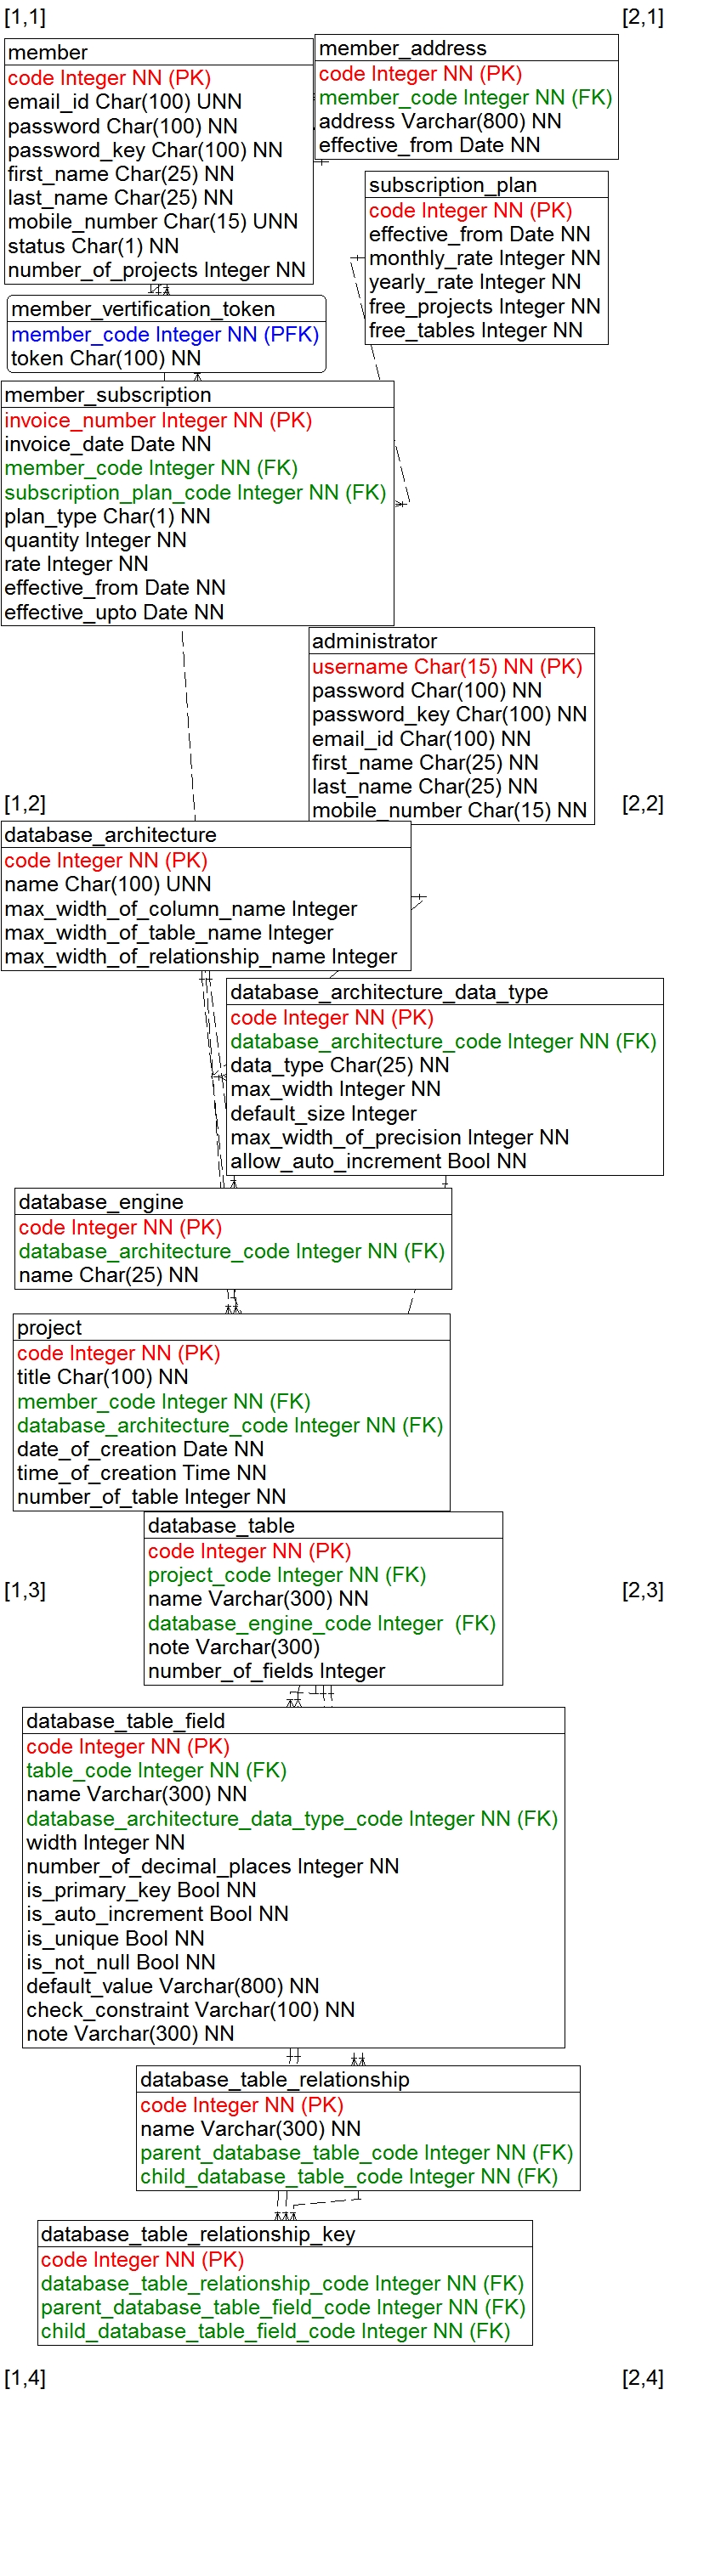 [1,1]
[2,1]
member
code Integer NN (PK)
email_id Char(100) UNN
password Char(100) NN
password_key Char(100) NN
first_name Char(25) NN
last_name Char(25) NN
mobile_number Char(15) UNN
status Char(1) NN
number_of_projects Integer NN
member_address
code Integer NN (PK)
member_code Integer NN (FK)
address Varchar(800) NN
effective_from Date NN
subscription_plan
code Integer NN (PK)
effective_from Date NN
monthly_rate Integer NN
yearly_rate Integer NN
free_projects Integer NN
free_tables Integer NN
member_vertification_token
member_code Integer NN (PFK)
token Char(100) NN
member_subscription
invoice_number Integer NN (PK)
invoice_date Date NN
member_code Integer NN (FK)
subscription_plan_code Integer NN (FK)
plan_type Char(1) NN
quantity Integer NN
rate Integer NN
effective_from Date NN
effective_upto Date NN
administrator
username Char(15) NN (PK)
password Char(100) NN
password_key Char(100) NN
email_id Char(100) NN
first_name Char(25) NN
last_name Char(25) NN
mobile_number Char(15) NN
[1,2]
[2,2]
database_architecture
code Integer NN (PK)
name Char(100) UNN
max_width_of_column_name Integer
max_width_of_table_name Integer
max_width_of_relationship_name Integer
database_architecture_data_type
code Integer NN (PK)
database_architecture_code Integer NN (FK)
data_type Char(25) NN
max_width Integer NN
default_size Integer
max_width_of_precision Integer NN
allow_auto_increment Bool NN
database_engine
code Integer NN (PK)
database_architecture_code Integer NN (FK)
name Char(25) NN
project
code Integer NN (PK)
title Char(100) NN
member_code Integer NN (FK)
database_architecture_code Integer NN (FK)
date_of_creation Date NN
time_of_creation Time NN
number_of_table Integer NN
database_table
code Integer NN (PK)
project_code Integer NN (FK)
name Varchar(300) NN
database_engine_code Integer (FK)
note Varchar(300)
number_of_fields Integer
[1,3]
[2,3]
database_table_field
code Integer NN (PK)
table_code Integer NN (FK)
name Varchar(300) NN
database_architecture_data_type_code Integer NN (FK)
width Integer NN
number_of_decimal_places Integer NN
is_primary_key Bool NN
is_auto_increment Bool NN
is_unique Bool NN
is_not_null Bool NN
default_value Varchar(800) NN
check_constraint Varchar(100) NN
note Varchar(300) NN
database_table_relationship
code Integer NN (PK)
name Varchar(300) NN
parent_database_table_code Integer NN (FK)
child_database_table_code Integer NN (FK)
database_table_relationship_key
code Integer NN (PK)
database_table_relationship_code Integer NN (FK)
parent_database_table_field_code Integer NN (FK)
child_database_table_field_code Integer NN (FK)
[1,4]
[2,4]